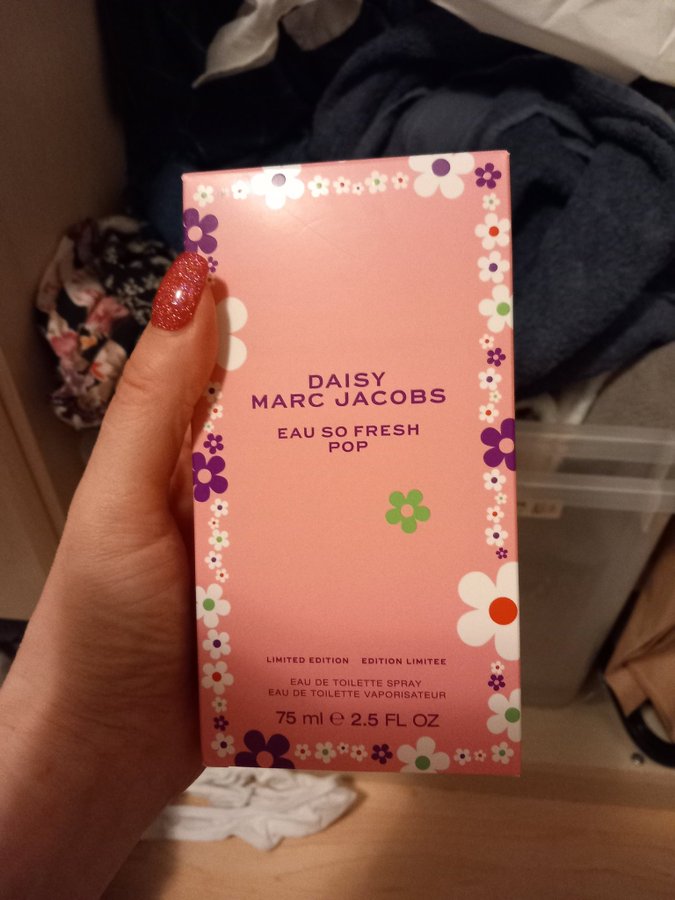 DAISY
MARC JACOBS
EAU SO FRESH
POP
LIMITED EDITION EDITION LIMITEE
EAU DE TOILETTE SPRAY
EAU DE TOILETTE VAPORISATEUR
75 ml ℮ 2.5 FL OZ